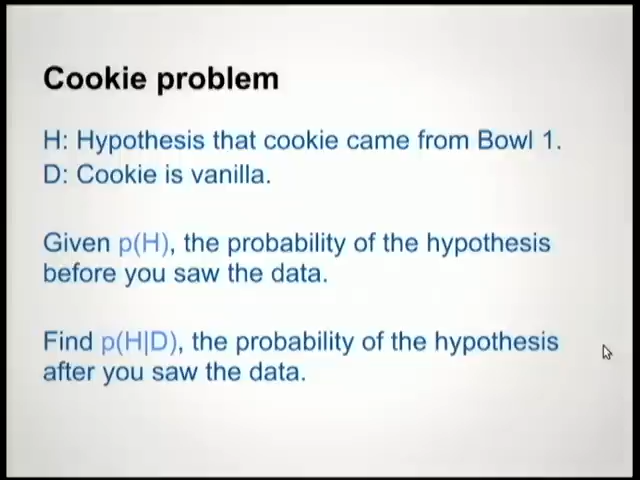 Cookie problem
H: Hypothesis that cookie came from Bowl 1.
D: Cookie is vanilla.
Given p(H), the probability of the hypothesis
before you saw the data.
Find p(H|D), the probability of the hypothesis
after you saw the data.